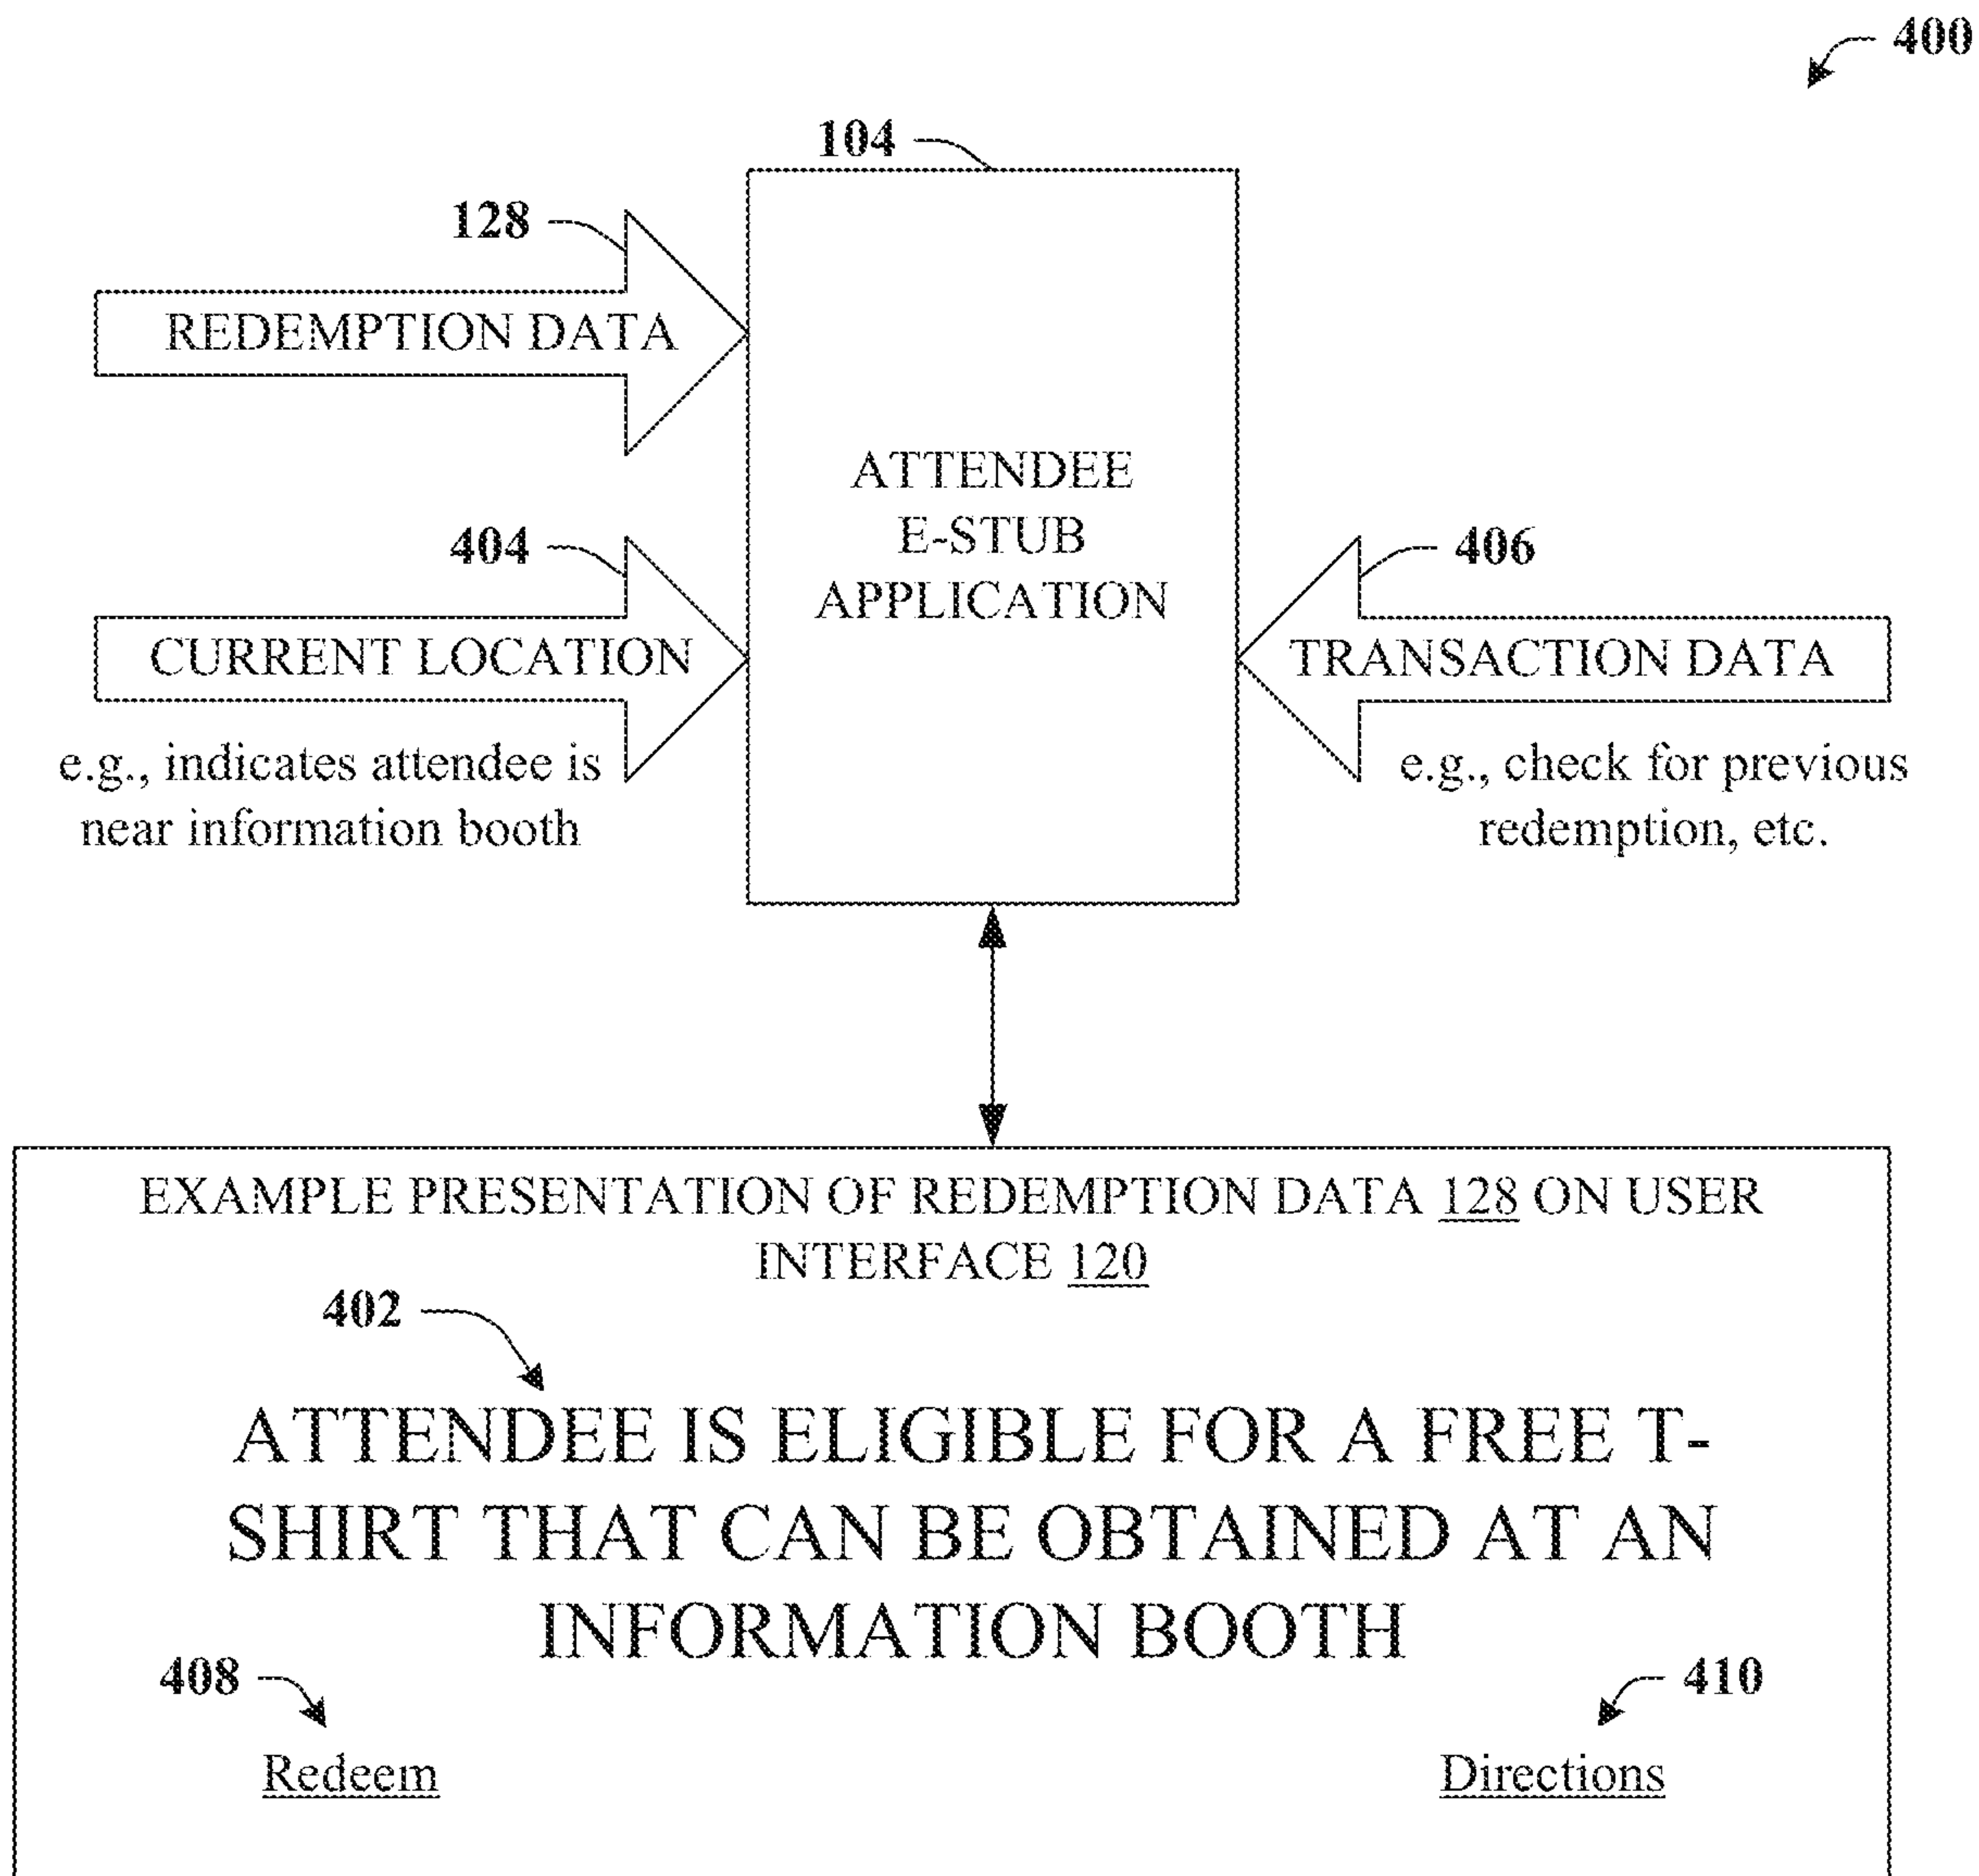 400
104
128
REDEMPTION DATA
ATTENDEE
E-STUB
APPLICATION
404
406
CURRENT LOCATION
TRANSACTION DATA
e.g., indicates attendee is
near information booth
e.g., check for previous
redemption, etc.
EXAMPLE PRESENTATION OF REDEMPTION DATA 128 ON USER
INTERFACE 120
402
ATTENDEE IS ELIGIBLE FOR A FREE T-
SHIRT THAT CAN BE OBTAINED AT AN
INFORMATION BOOTH
408
410
Redeem
Directions